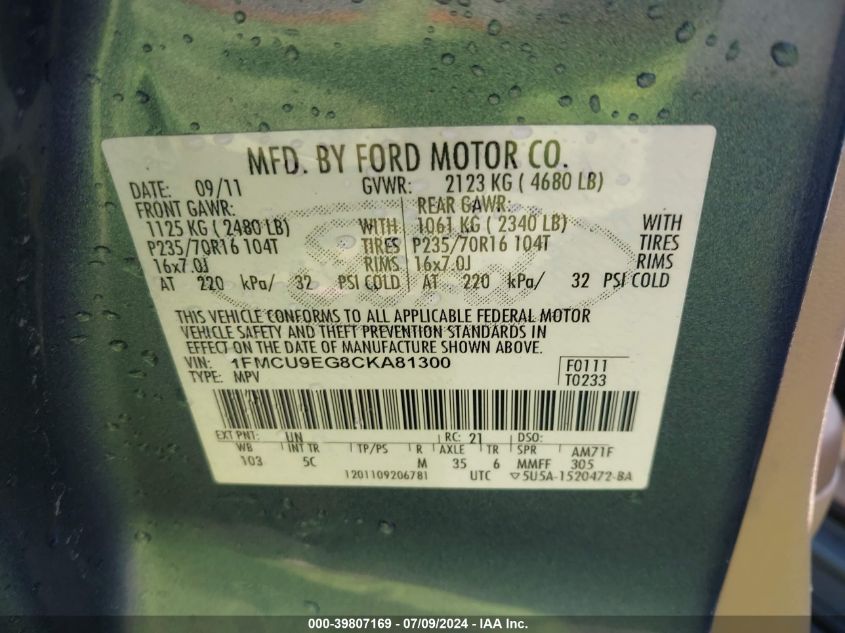 MFD. BY FORD MOTOR CO.
DATE: 09/11 GVWR: 2123 KG ( 4680 LB)
FRONT GAWR: REAR GAWR:
1125 KG ( 2480 LB) WITH 1061 KG ( 2340 LB) WITH
P235/70R16 104T TIRES P235/70R16 104T TIRES
16x7.0J RIMS 16x7.0J RIMS
AT 220 kPa/ 32 PSI COLD AT 220 kPa/ 32 PSI COLD
THIS VEHICLE CONFORMS TO ALL APPLICABLE FEDERAL MOTOR
VEHICLE SAFETY AND THEFT PREVENTION STANDARDS IN
EFFECT ON THE DATE OF MANUFACTURE SHOWN ABOVE.
VIN: 1FMCU9EG8CKA81300
TYPE: MPV
F0111
T0233
EXT PNT: UN RC: 21 DSO:
WB INT TR TP/PS R AXLE TR SPR AM71F
103 5C M 35 6 MMFF 305
1201109206781 UTC ▽5U5A-1520472-BA
000-39807169 - 07/09/2024 - IAA Inc.